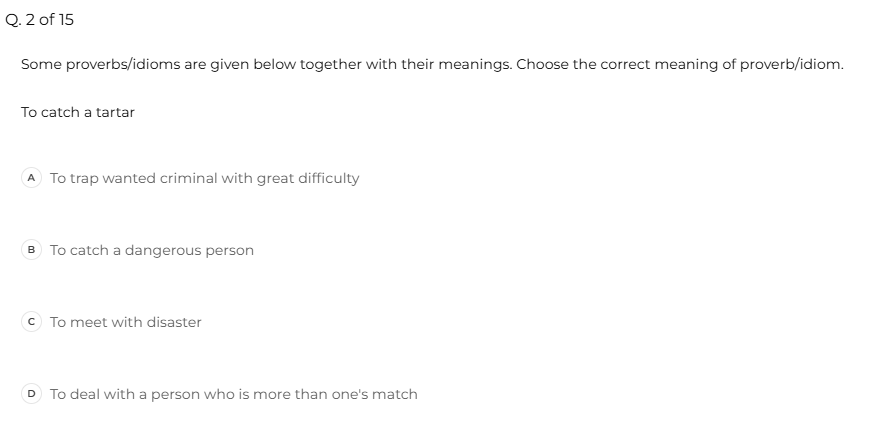 Q. 2 of 15
Some proverbs/idioms are given below together with their meanings. Choose the correct meaning of proverb/idiom.
To catch a tartar
A To trap wanted criminal with great difficulty
B To catch a dangerous person
C To meet with disaster
D To deal with a person who is more than one's match